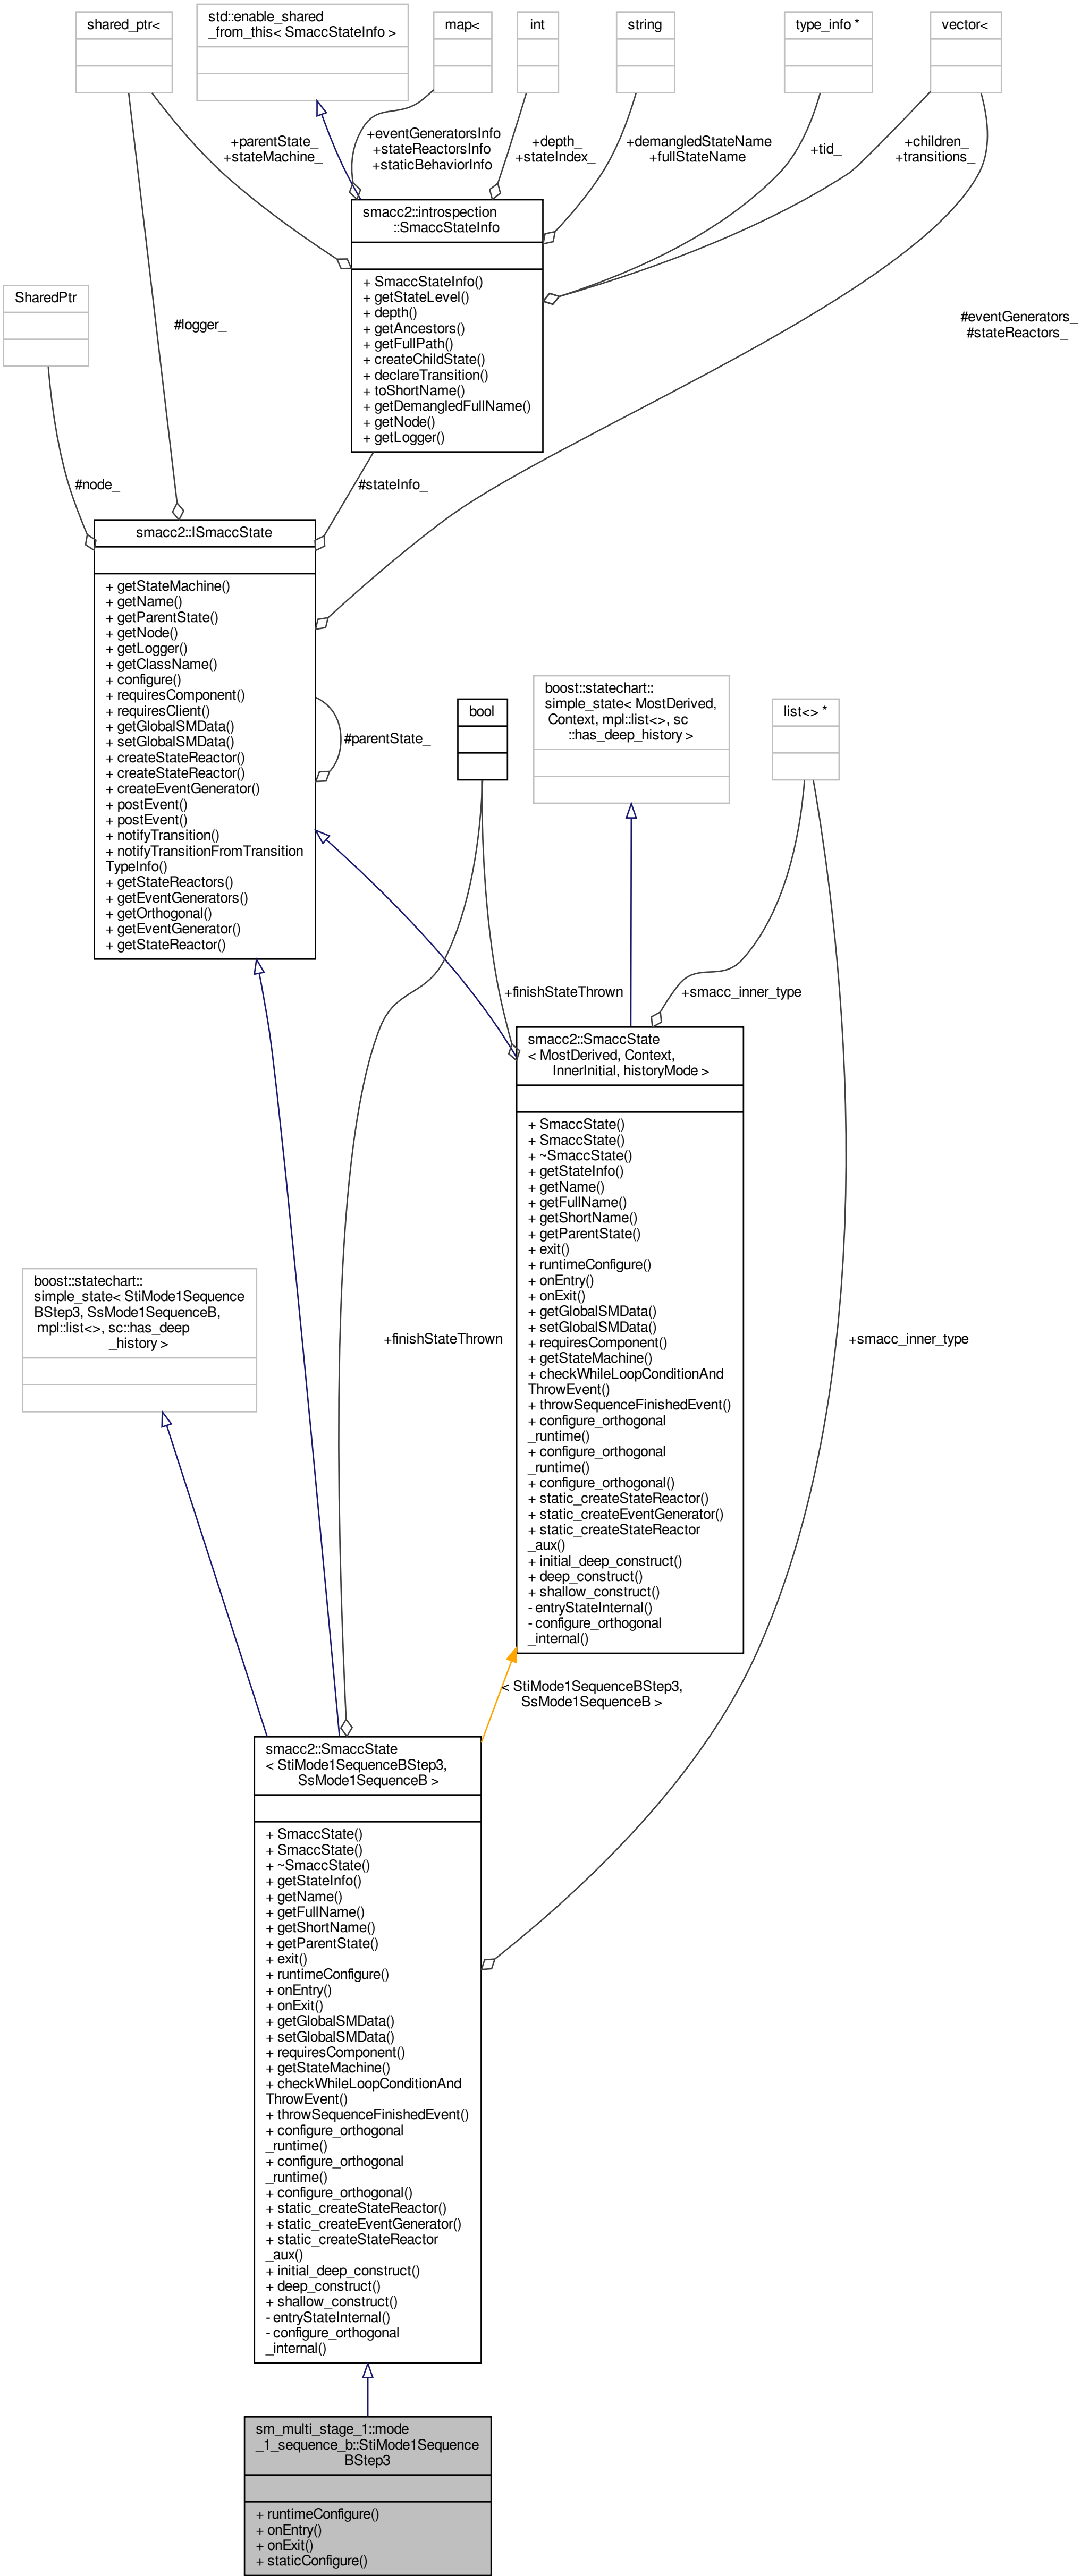 shared_ptr<
std::enable_shared
_from_this< SmaccStateInfo >
map<
int
string
type_info *
vector<
+parentState_
+stateMachine_
+eventGeneratorsInfo
+stateReactorsInfo
+staticBehaviorInfo
+depth_
+stateIndex_
+demangledStateName
+fullStateName
+tid_
+children_
+transitions_
smacc2::introspection
::SmaccStateInfo
+ SmaccStateInfo()
+ getStateLevel()
+ depth()
+ getAncestors()
+ getFullPath()
+ createChildState()
+ declareTransition()
+ toShortName()
+ getDemangledFullName()
+ getNode()
+ getLogger()
SharedPtr
#logger_
#eventGenerators_
#stateReactors_
#node_
#stateInfo_
smacc2::ISmaccState
+ getStateMachine()
+ getName()
+ getParentState()
+ getNode()
+ getLogger()
+ getClassName()
+ configure()
+ requiresComponent()
+ requiresClient()
+ getGlobalSMData()
+ setGlobalSMData()
+ createStateReactor()
+ createStateReactor()
+ createEventGenerator()
+ postEvent()
+ postEvent()
+ notifyTransition()
+ notifyTransitionFromTransition
TypeInfo()
+ getStateReactors()
+ getEventGenerators()
+ getOrthogonal()
+ getEventGenerator()
+ getStateReactor()
#parentState_
bool
boost::statechart::
simple_state< MostDerived,
Context, mpl::list<>, sc
::has_deep_history >
list<> *
+finishStateThrown
+smacc_inner_type
smacc2::SmaccState
< MostDerived, Context,
InnerInitial, historyMode >
+ SmaccState()
+ SmaccState()
+ ~SmaccState()
+ getStateInfo()
+ getName()
+ getFullName()
+ getShortName()
+ getParentState()
+ exit()
+ runtimeConfigure()
+ onEntry()
+ onExit()
+ getGlobalSMData()
+ setGlobalSMData()
+ requiresComponent()
+ getStateMachine()
+ checkWhileLoopConditionAnd
ThrowEvent()
+ throwSequenceFinishedEvent()
+ configure_orthogonal
_runtime()
+ configure_orthogonal
_runtime()
+ configure_orthogonal()
+ static_createStateReactor()
+ static_createEventGenerator()
+ static_createStateReactor
_aux()
+ initial_deep_construct()
+ deep_construct()
+ shallow_construct()
- entryStateInternal()
- configure_orthogonal
_internal()
boost::statechart::
simple_state< StiMode1Sequence
BStep3, SsMode1SequenceB,
mpl::list<>, sc::has_deep
_history >
+finishStateThrown
+smacc_inner_type
< StiMode1SequenceBStep3,
SsMode1SequenceB >
smacc2::SmaccState
< StiMode1SequenceBStep3,
SsMode1SequenceB >
+ SmaccState()
+ SmaccState()
+ ~SmaccState()
+ getStateInfo()
+ getName()
+ getFullName()
+ getShortName()
+ getParentState()
+ exit()
+ runtimeConfigure()
+ onEntry()
+ onExit()
+ getGlobalSMData()
+ setGlobalSMData()
+ requiresComponent()
+ getStateMachine()
+ checkWhileLoopConditionAnd
ThrowEvent()
+ throwSequenceFinishedEvent()
+ configure_orthogonal
_runtime()
+ configure_orthogonal
_runtime()
+ configure_orthogonal()
+ static_createStateReactor()
+ static_createEventGenerator()
+ static_createStateReactor
_aux()
+ initial_deep_construct()
+ deep_construct()
+ shallow_construct()
- entryStateInternal()
- configure_orthogonal
_internal()
sm_multi_stage_1::mode
_1_sequence_b::StiMode1Sequence
BStep3
+ runtimeConfigure()
+ onEntry()
+ onExit()
+ staticConfigure()